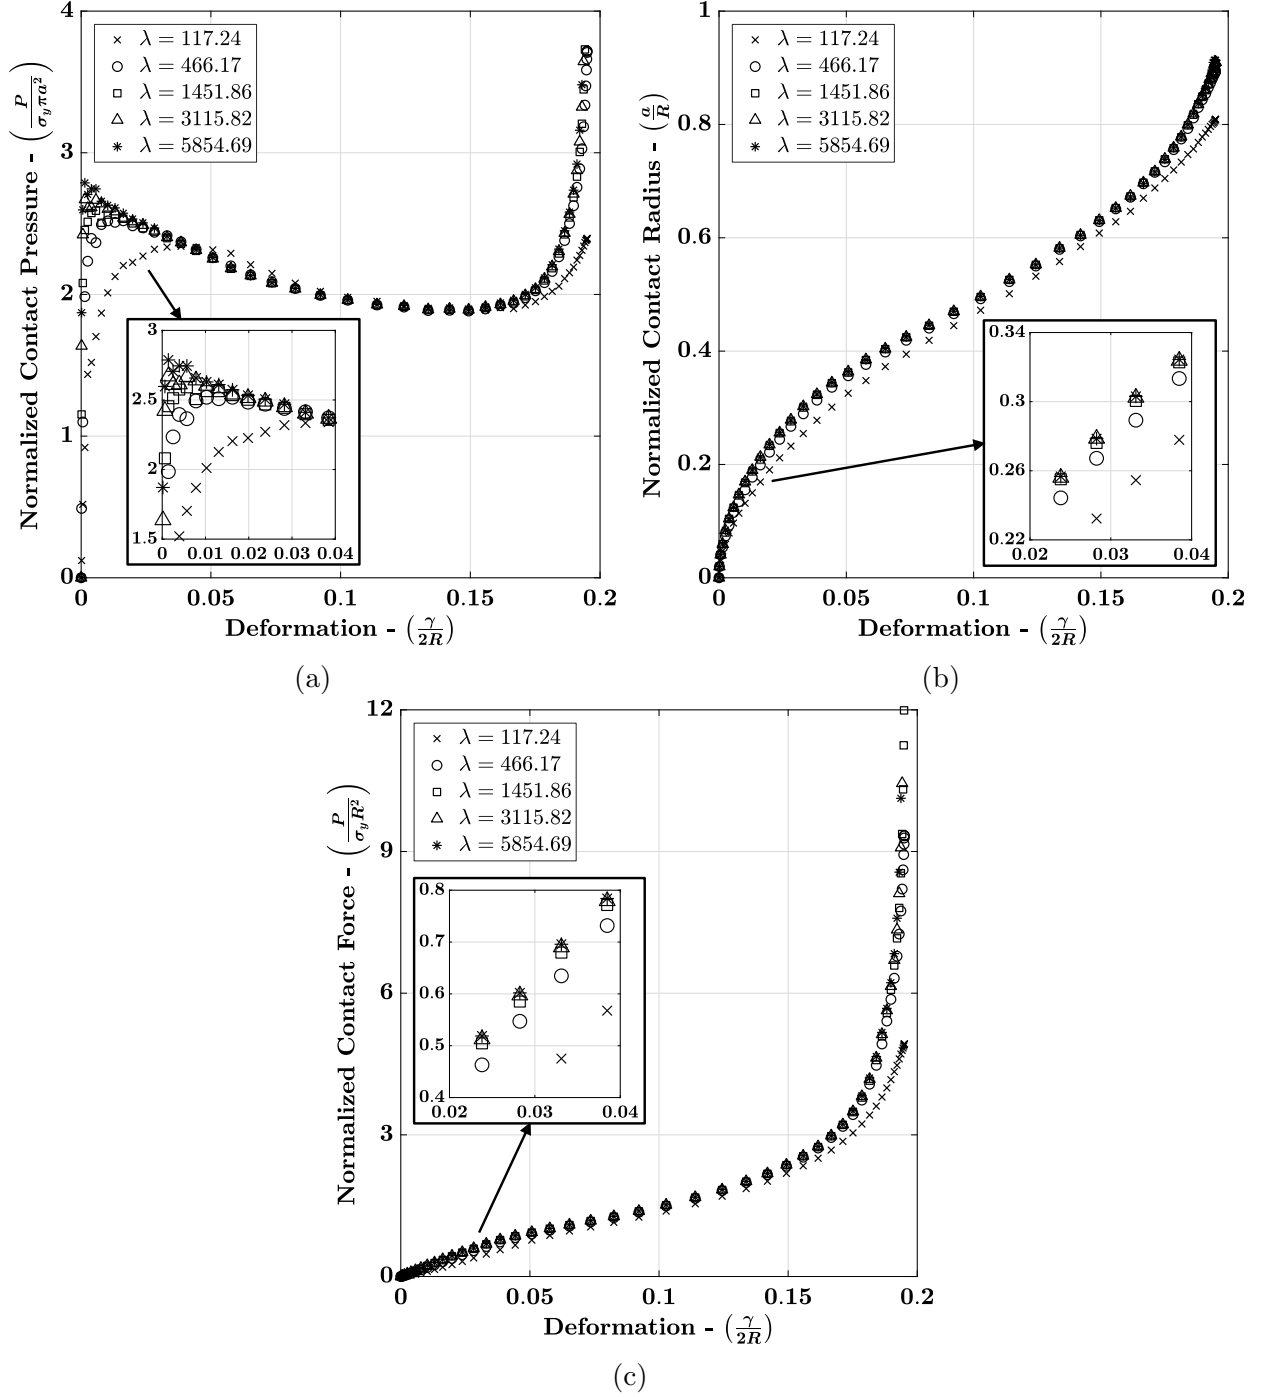 4
3
2
1
0
0
0.05
0.1
0.15
0.2
Normalized Contact Pressure - (P/σ_yπa²)
Deformation - (γ/2R)
λ = 117.24
λ = 466.17
λ = 1451.86
λ = 3115.82
λ = 5854.69
3
2.5
2
1.5
0
0.01
0.02
0.03
0.04
(a)
1
0.8
0.6
0.4
0.2
0
0
0.05
0.1
0.15
0.2
Normalized Contact Radius - (a/R)
Deformation - (γ/2R)
λ = 117.24
λ = 466.17
λ = 1451.86
λ = 3115.82
λ = 5854.69
0.34
0.3
0.26
0.22
0.02
0.03
0.04
(b)
12
9
6
3
0
0
0.05
0.1
0.15
0.2
Normalized Contact Force - (P/σ_yR²)
Deformation - (γ/2R)
λ = 117.24
λ = 466.17
λ = 1451.86
λ = 3115.82
λ = 5854.69
0.8
0.7
0.6
0.5
0.4
0.02
0.03
0.04
(c)